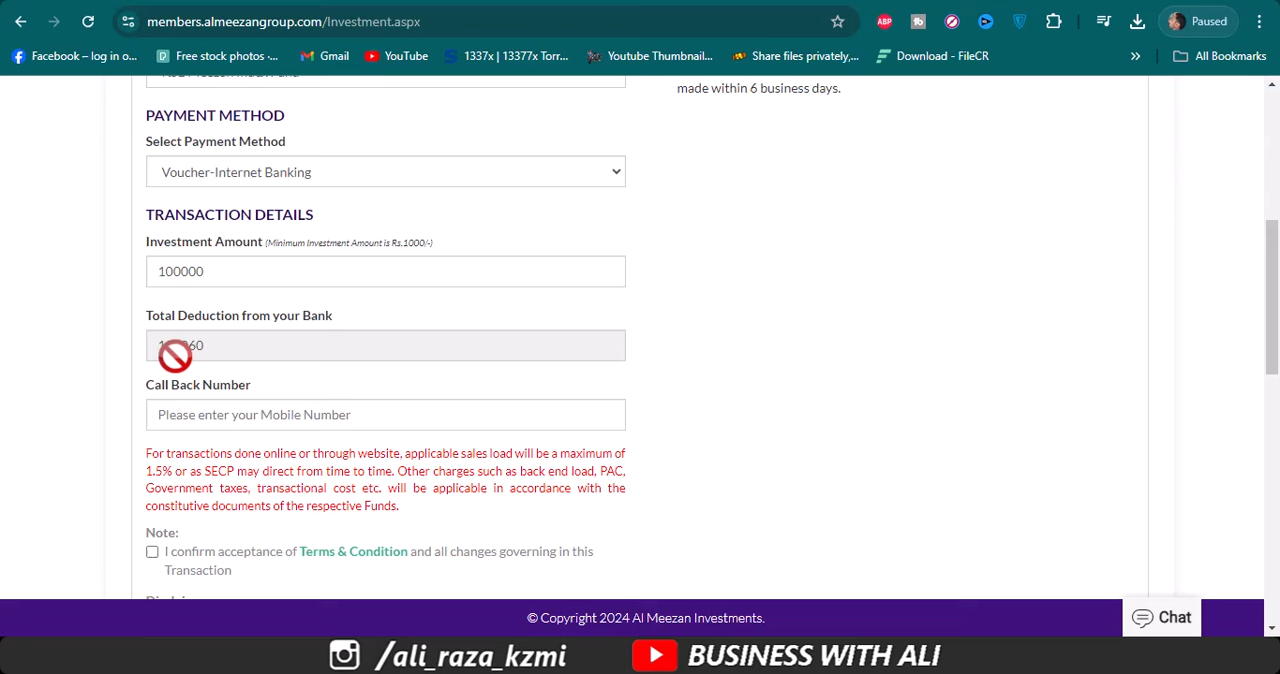 members.almeezangroup.com/Investment.aspx
ABP
Paused
Facebook – log in o...
Free stock photos -...
Gmail
YouTube
1337x | 13377x Torr...
Youtube Thumbnail...
Share files privately,...
Download - FileCR
»
All Bookmarks
made within 6 business days.
PAYMENT METHOD
Select Payment Method
Voucher-Internet Banking
TRANSACTION DETAILS
Investment Amount (Minimum Investment Amount is Rs.1000/-)
100000
Total Deduction from your Bank
Call Back Number
Please enter your Mobile Number
For transactions done online or through website, applicable sales load will be a maximum of
1.5% or as SECP may direct from time to time. Other charges such as back end load, PAC,
Government taxes, transactional cost etc. will be applicable in accordance with the
constitutive documents of the respective Funds.
Note:
I confirm acceptance of Terms & Condition and all changes governing in this
Transaction
© Copyright 2024 Al Meezan Investments.
Chat
/ali_raza_kzmi
BUSINESS WITH ALI